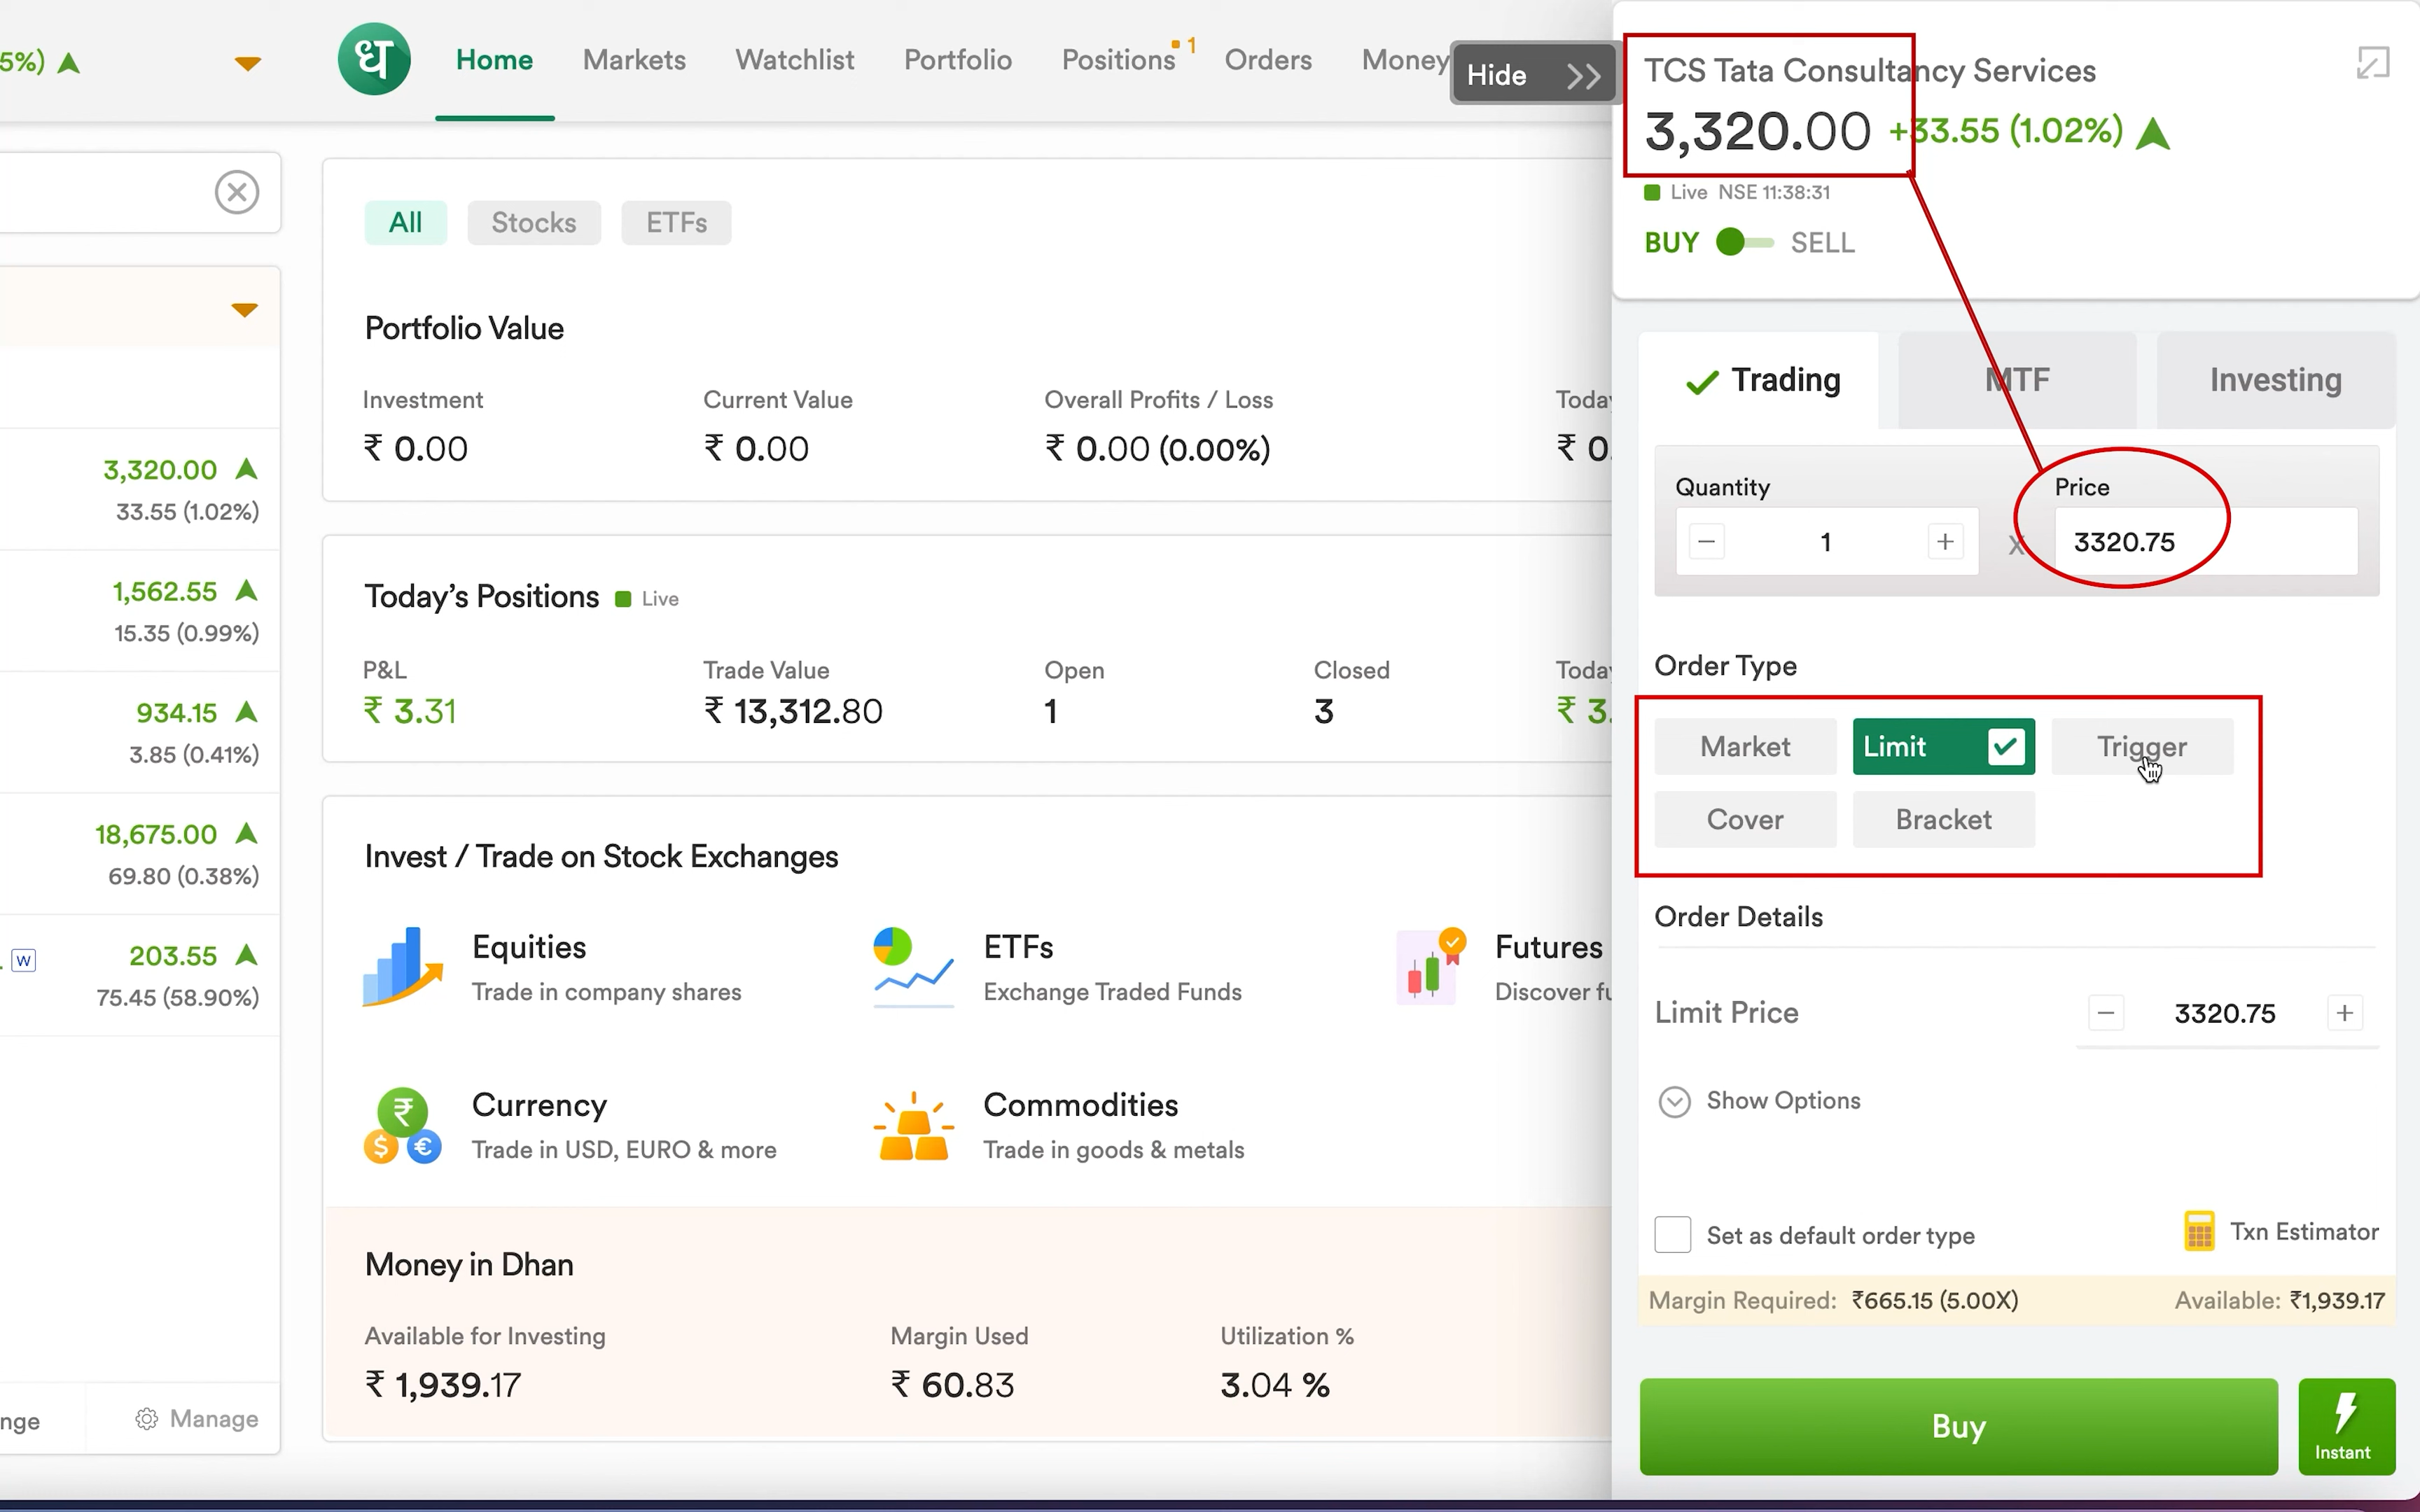 5%)
धन
Home
Markets
Watchlist
Portfolio
Positions 1
Orders
Money
Hide
All
Stocks
ETFs
Portfolio Value
Investment
Current Value
Overall Profits / Loss
₹ 0.00
₹ 0.00
₹ 0.00 (0.00%)
₹ 0.
3,320.00
33.55 (1.02%)
1,562.55
15.35 (0.99%)
934.15
3.85 (0.41%)
18,675.00
69.80 (0.38%)
W 203.55
75.45 (58.90%)
Manage
Today's Positions Live
P&L
Trade Value
Open
Closed
₹ 3.31
₹ 13,312.80
1
3
₹ 3.
Invest / Trade on Stock Exchanges
Equities
Trade in company shares
ETFs
Exchange Traded Funds
Futures
Discover
Currency
Trade in USD, EURO & more
Commodities
Trade in goods & metals
Money in Dhan
Available for Investing
Margin Used
Utilization %
₹ 1,939.17
₹ 60.83
3.04 %
TCS Tata Consultancy Services
3,320.00 +33.55 (1.02%)
Live NSE 11:38:31
BUY SELL
Trading
MTF
Investing
Quantity
Price
− 1 + X 3320.75
Order Type
Market
Limit
Trigger
Cover
Bracket
Order Details
Limit Price − 3320.75 +
Show Options
Set as default order type
Txn Estimator
Margin Required: ₹665.15 (5.00X)
Available: ₹1,939.17
Buy
Instant